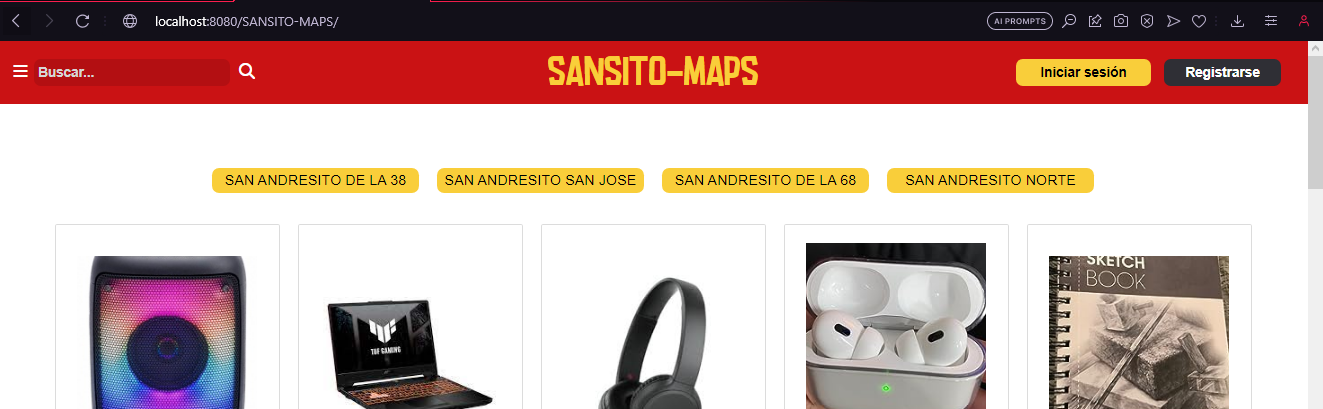 localhost:8080/SANSITO-MAPS/
AI PROMPTS
Buscar...
SANSITO-MAPS
Iniciar sesión
Registrarse
SAN ANDRESITO DE LA 38
SAN ANDRESITO SAN JOSE
SAN ANDRESITO DE LA 68
SAN ANDRESITO NORTE
TUF GAMING
SKETCH
BOOK